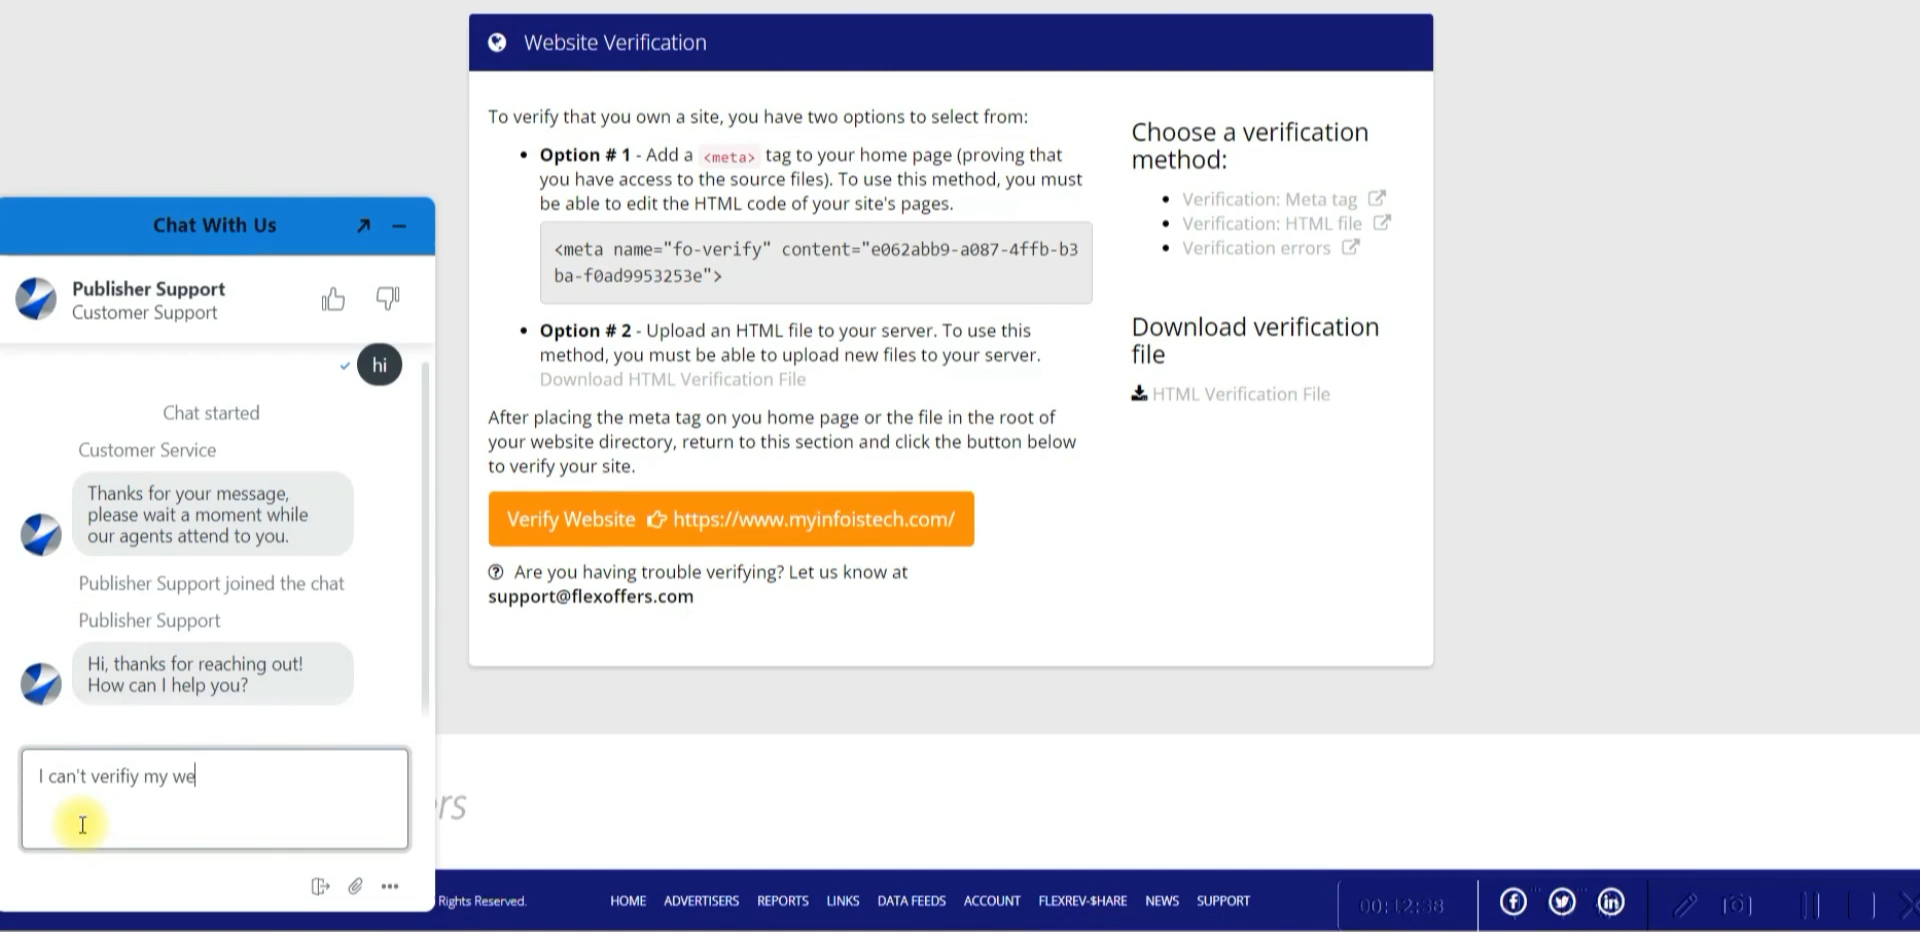 Website Verification
To verify that you own a site, you have two options to select from:
• Option # 1 - Add a <meta> tag to your home page (proving that
you have access to the source files). To use this method, you must
be able to edit the HTML code of your site's pages.
<meta name="fo-verify" content="e062abb9-a087-4ffb-b3
ba-f0ad9953253e">
• Option # 2 - Upload an HTML file to your server. To use this
method, you must be able to upload new files to your server.
Download HTML Verification File
After placing the meta tag on you home page or the file in the root of
your website directory, return to this section and click the button below
to verify your site.
Verify Website https://www.myinfoistech.com/
Are you having trouble verifying? Let us know at
support@flexoffers.com
Choose a verification
method:
• Verification: Meta tag
• Verification: HTML file
• Verification errors
Download verification
file
HTML Verification File
Chat With Us
Publisher Support
Customer Support
hi
Chat started
Customer Service
Thanks for your message,
please wait a moment while
our agents attend to you.
Publisher Support joined the chat
Publisher Support
Hi, thanks for reaching out!
How can I help you?
I can't verifiy my we
rs
Rights Reserved.
HOME ADVERTISERS REPORTS LINKS DATA FEEDS ACCOUNT FLEXREV-$HARE NEWS SUPPORT
00:12:38